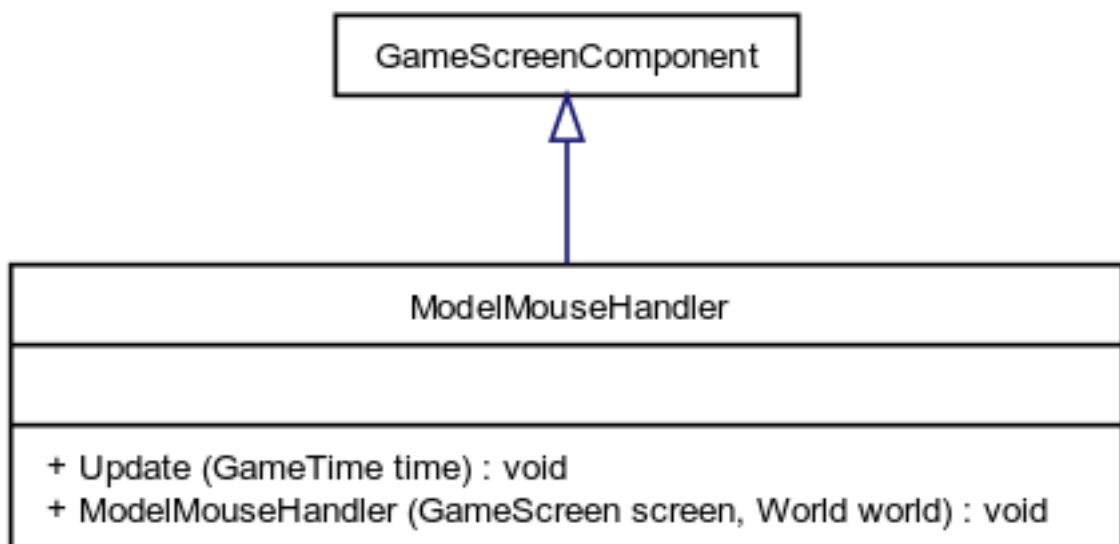 GameScreenComponent
ModelMouseHandler
+ Update (GameTime time) : void
+ ModelMouseHandler (GameScreen screen, World world) : void